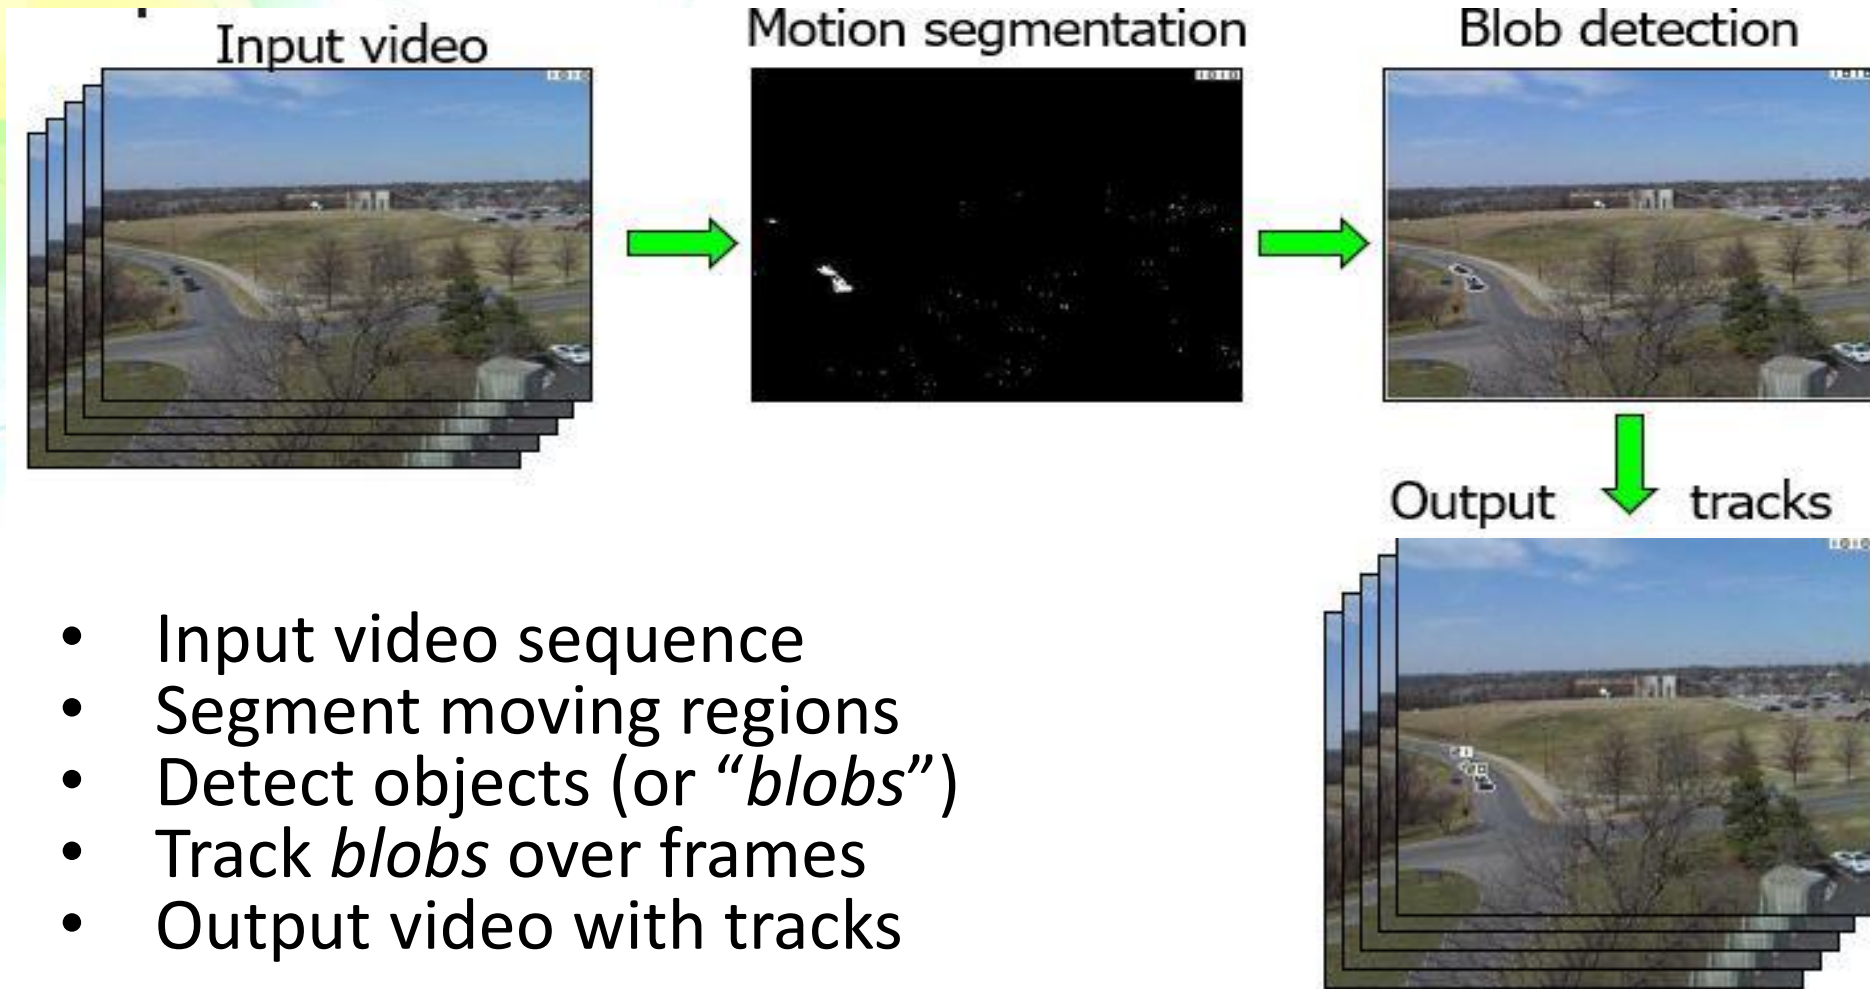 Input video
Motion segmentation
Blob detection
Output tracks
• Input video sequence
• Segment moving regions
• Detect objects (or “blobs”)
• Track blobs over frames
• Output video with tracks